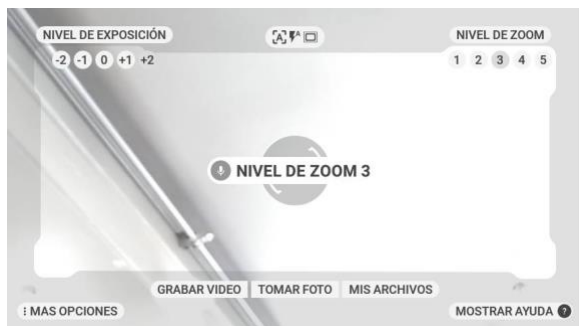 NIVEL DE EXPOSICIÓN
-2 -1 0 +1 +2
A A
NIVEL DE ZOOM
1 2 3 4 5
NIVEL DE ZOOM 3
GRABAR VIDEO TOMAR FOTO MIS ARCHIVOS
MAS OPCIONES
MOSTRAR AYUDA ?